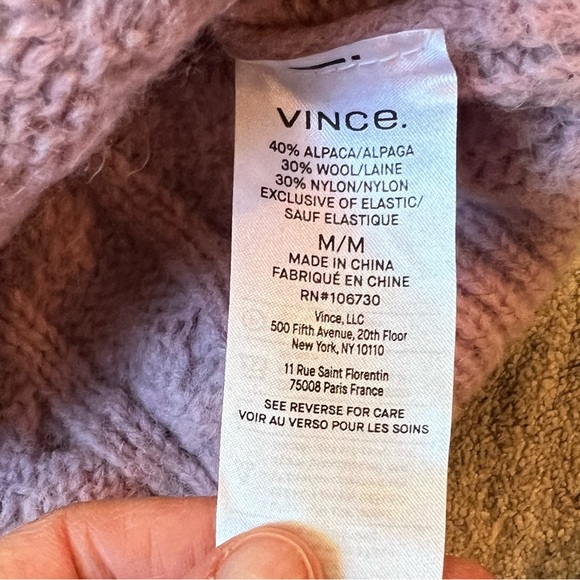 VINCe.
40% ALPACA/ALPAGA
30% WOOL/LAINE
30% NYLON/NYLON
EXCLUSIVE OF ELASTIC/
SAUF ELASTIQUE
M/M
MADE IN CHINA
FABRIQUÉ EN CHINE
RN#106730
Vince, LLC
500 Fifth Avenue, 20th Floor
New York, NY 10110
11 Rue Saint Florentin
75008 Paris France
SEE REVERSE FOR CARE
VOIR AU VERSO POUR LES SOINS